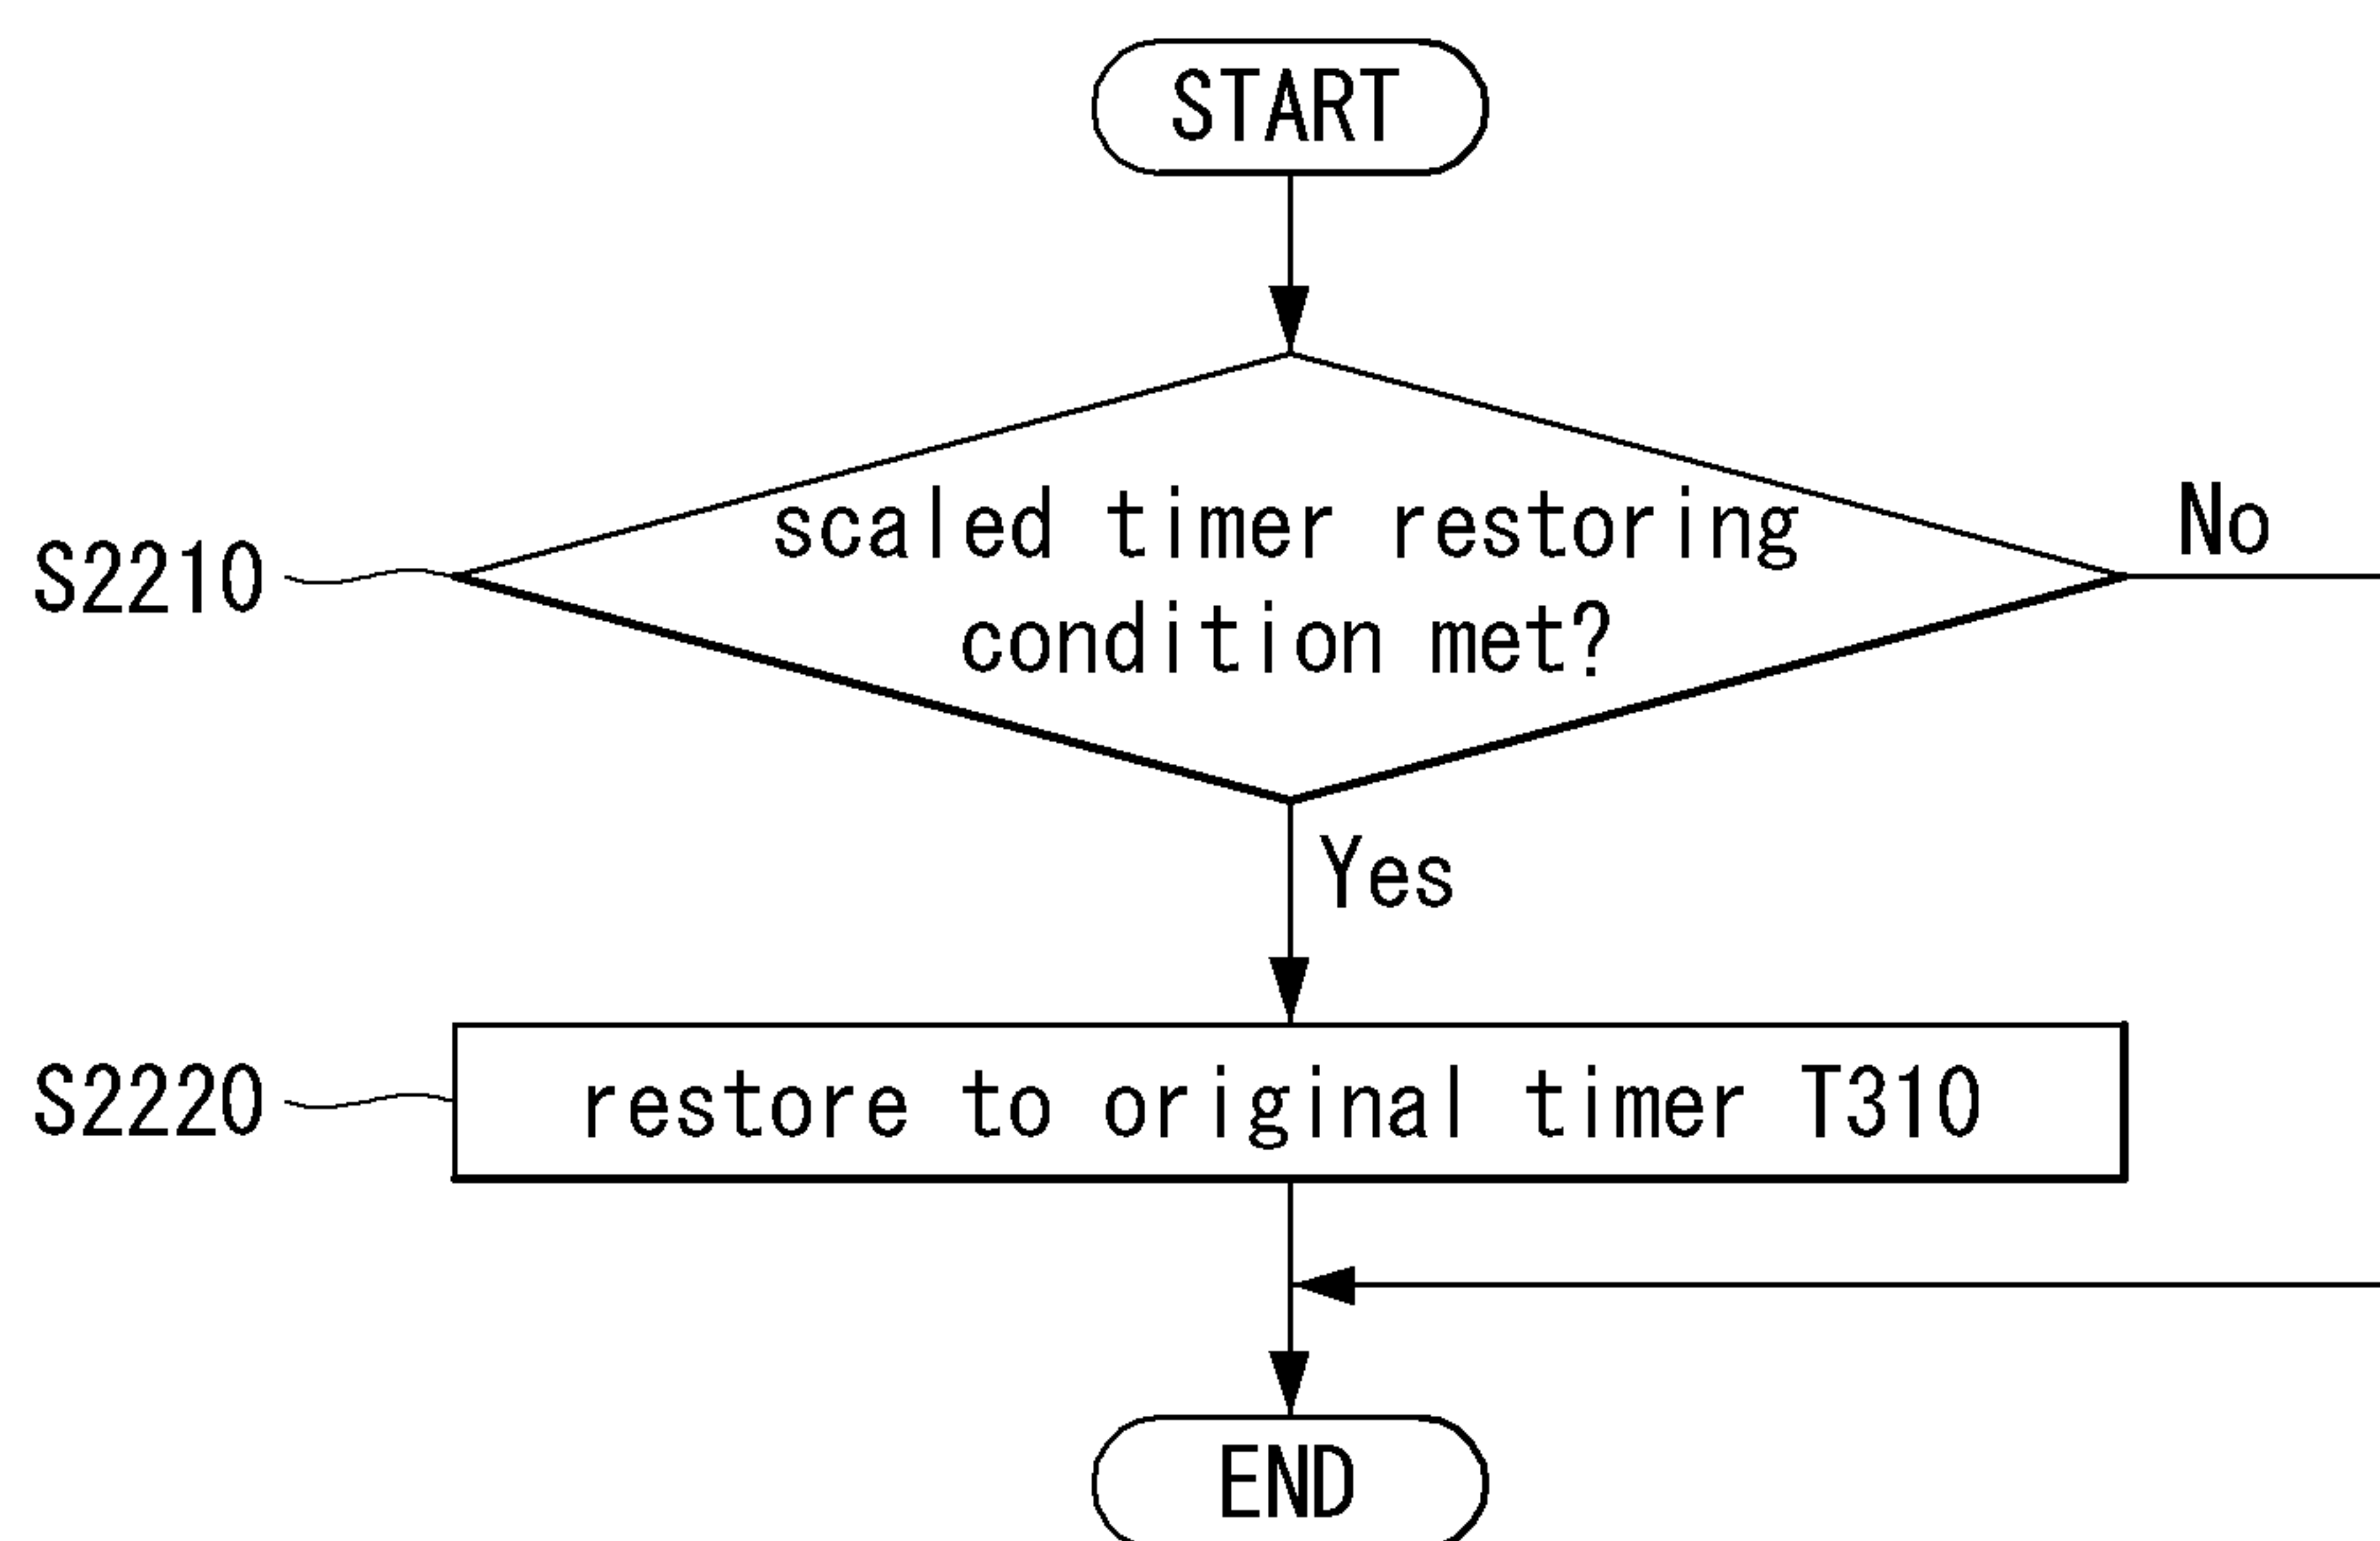 START
scaled timer restoring
condition met?
No
S2210
Yes
S2220
restore to original timer T310
END